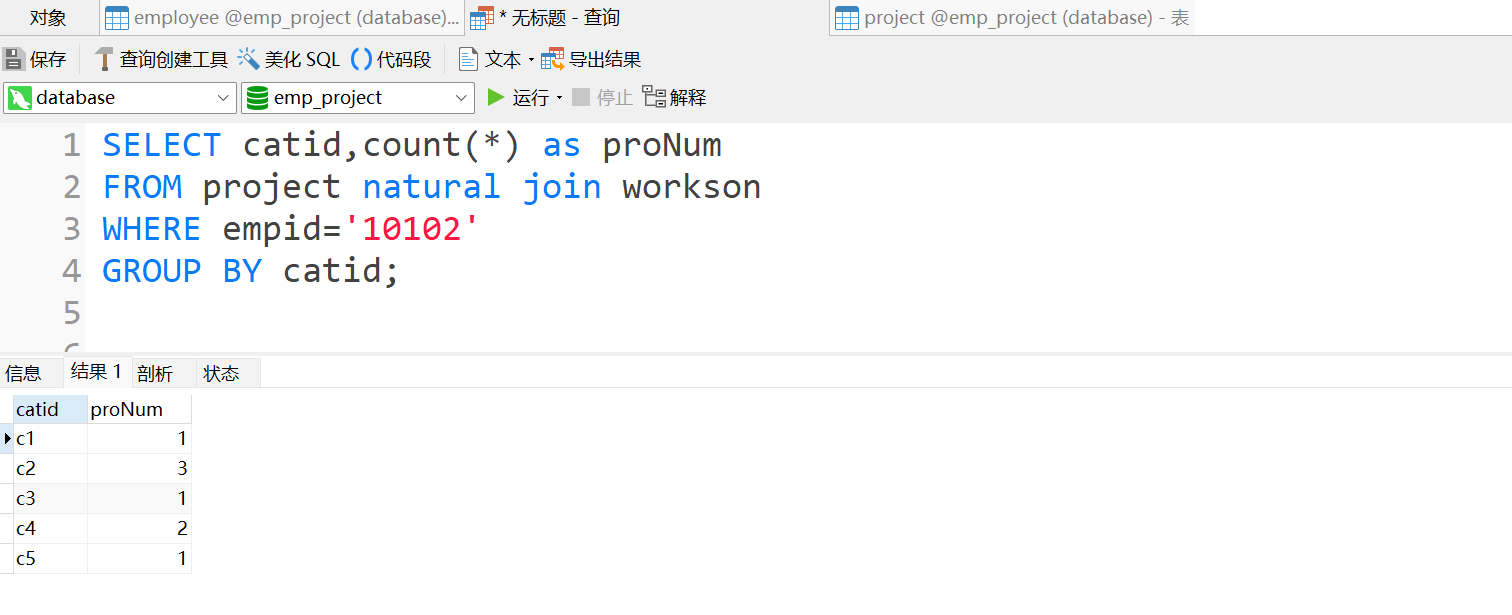 对象 employee @emp_project (database)... * 无标题 - 查询 project @emp_project (database) - 表
保存 查询创建工具 美化 SQL () 代码段 文本 导出结果
database emp_project 运行 停止 解释
1 SELECT catid,count(*) as proNum
2 FROM project natural join workson
3 WHERE empid='10102'
4 GROUP BY catid;
5
信息 结果 1 剖析 状态
catid proNum
c1 1
c2 3
c3 1
c4 2
c5 1